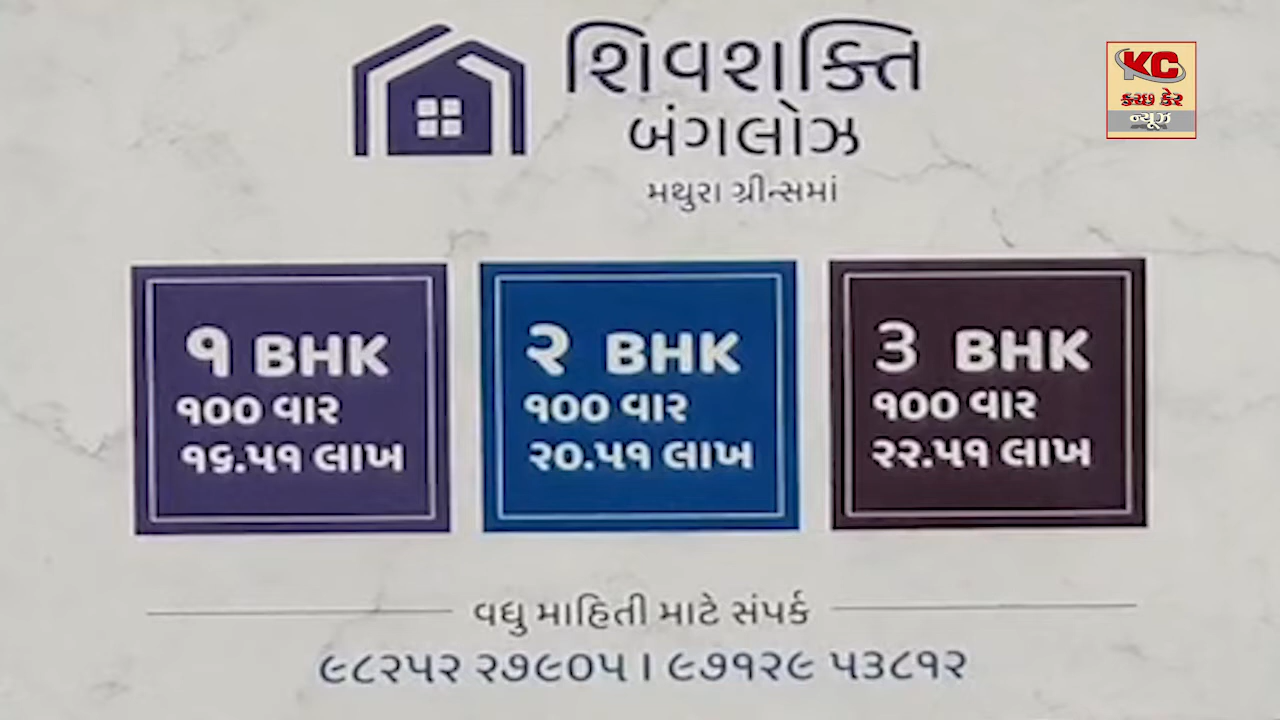 શિવશક્તિ
બંગલોઝ
મથુરા ગ્રીન્સમાં
KC
કચ્છ કેર
ન્યૂઝ
૧ BHK
૧૦૦ વાર
૧૬.૫૧ લાખ
૨ BHK
૧૦૦ વાર
૨૦.૫૧ લાખ
૩ BHK
૧૦૦ વાર
૨૨.૫૧ લાખ
વધુ માહિતી માટે સંપર્ક
૯૮૨૫૨ ૨૭૯૦૫ । ૯૭૧૨૯ ૫૩૮૧૨